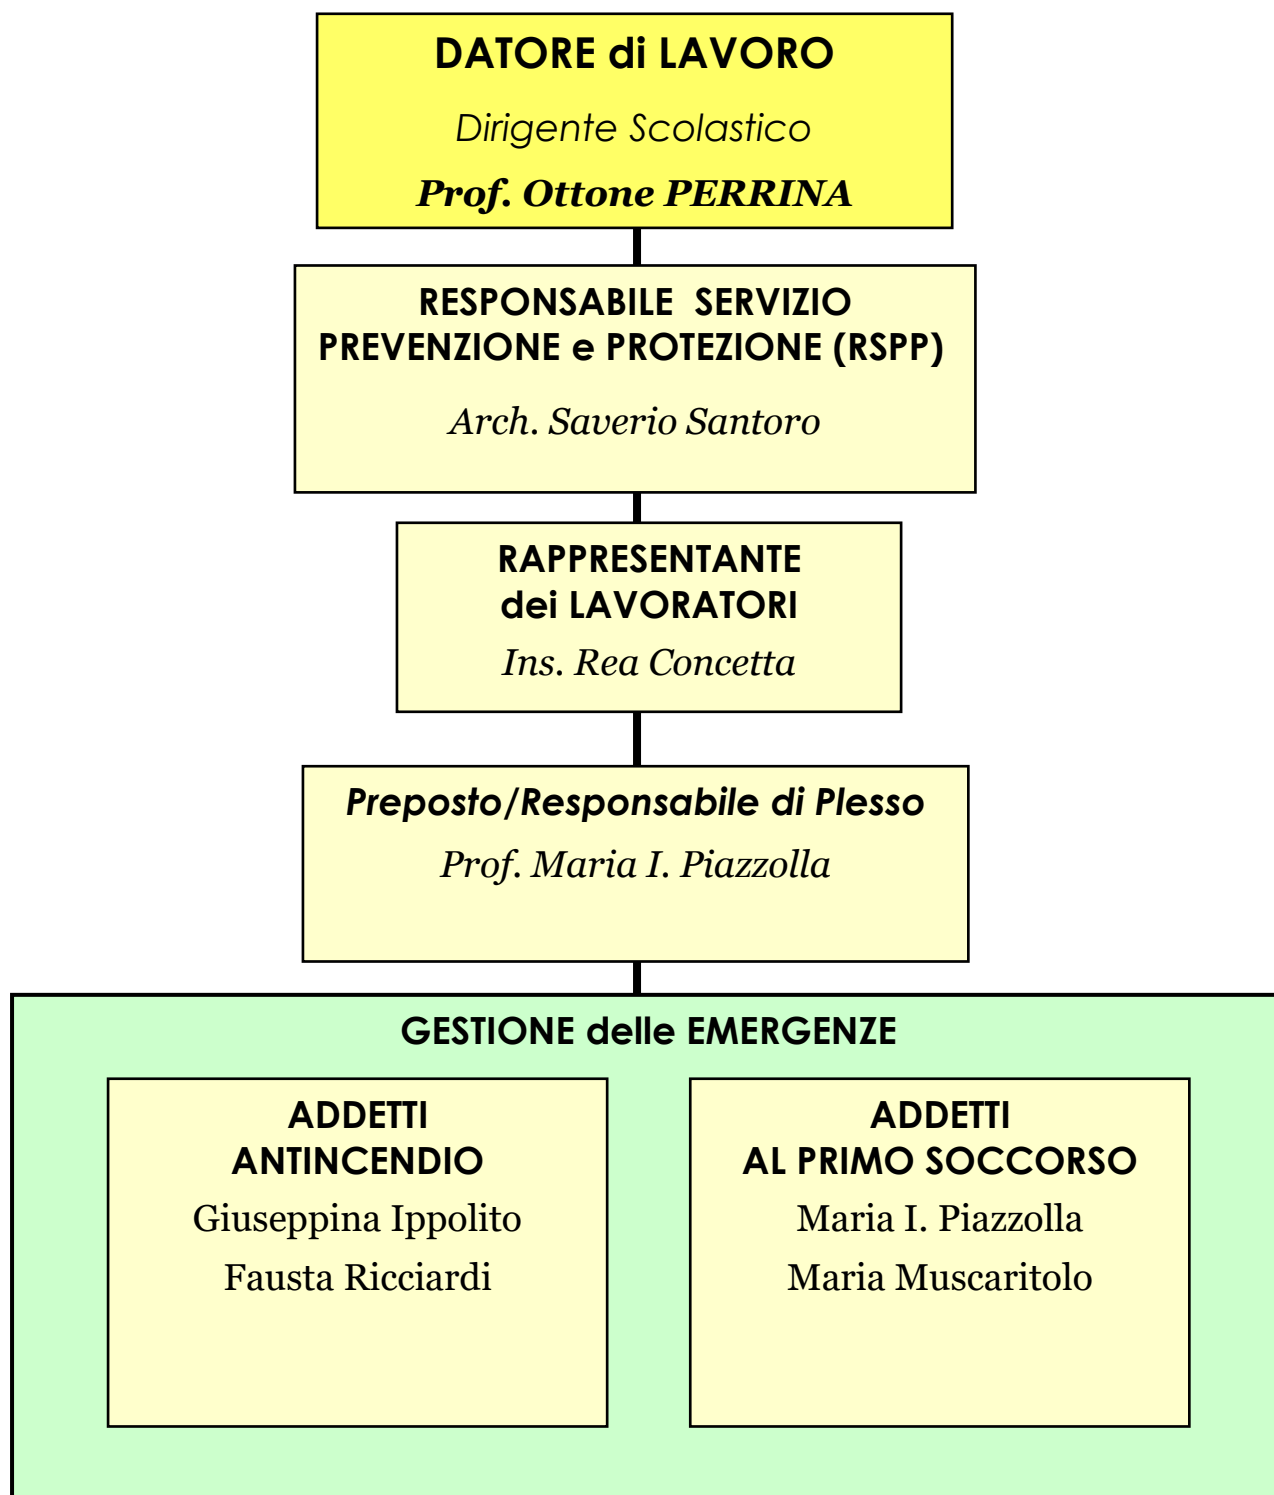 DATORE di LAVORO
Dirigente Scolastico
Prof. Ottone PERRINA
RESPONSABILE SERVIZIO
PREVENZIONE e PROTEZIONE (RSPP)
Arch. Saverio Santoro
RAPPRESENTANTE
dei LAVORATORI
Ins. Rea Concetta
Preposto/Responsabile di Plesso
Prof. Maria I. Piazzolla
GESTIONE delle EMERGENZE
ADDETTI
ANTINCENDIO
Giuseppina Ippolito
Fausta Ricciardi
ADDETTI
AL PRIMO SOCCORSO
Maria I. Piazzolla
Maria Muscaritolo